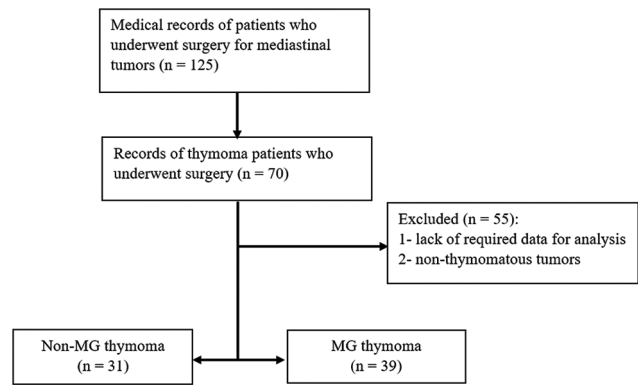 Medical records of patients who
underwent surgery for mediastinal
tumors (n = 125)
Records of thymoma patients who
underwent surgery (n = 70)
Excluded (n = 55):
1- lack of required data for analysis
2- non-thymomatous tumors
Non-MG thymoma
(n = 31)
MG thymoma
(n = 39)